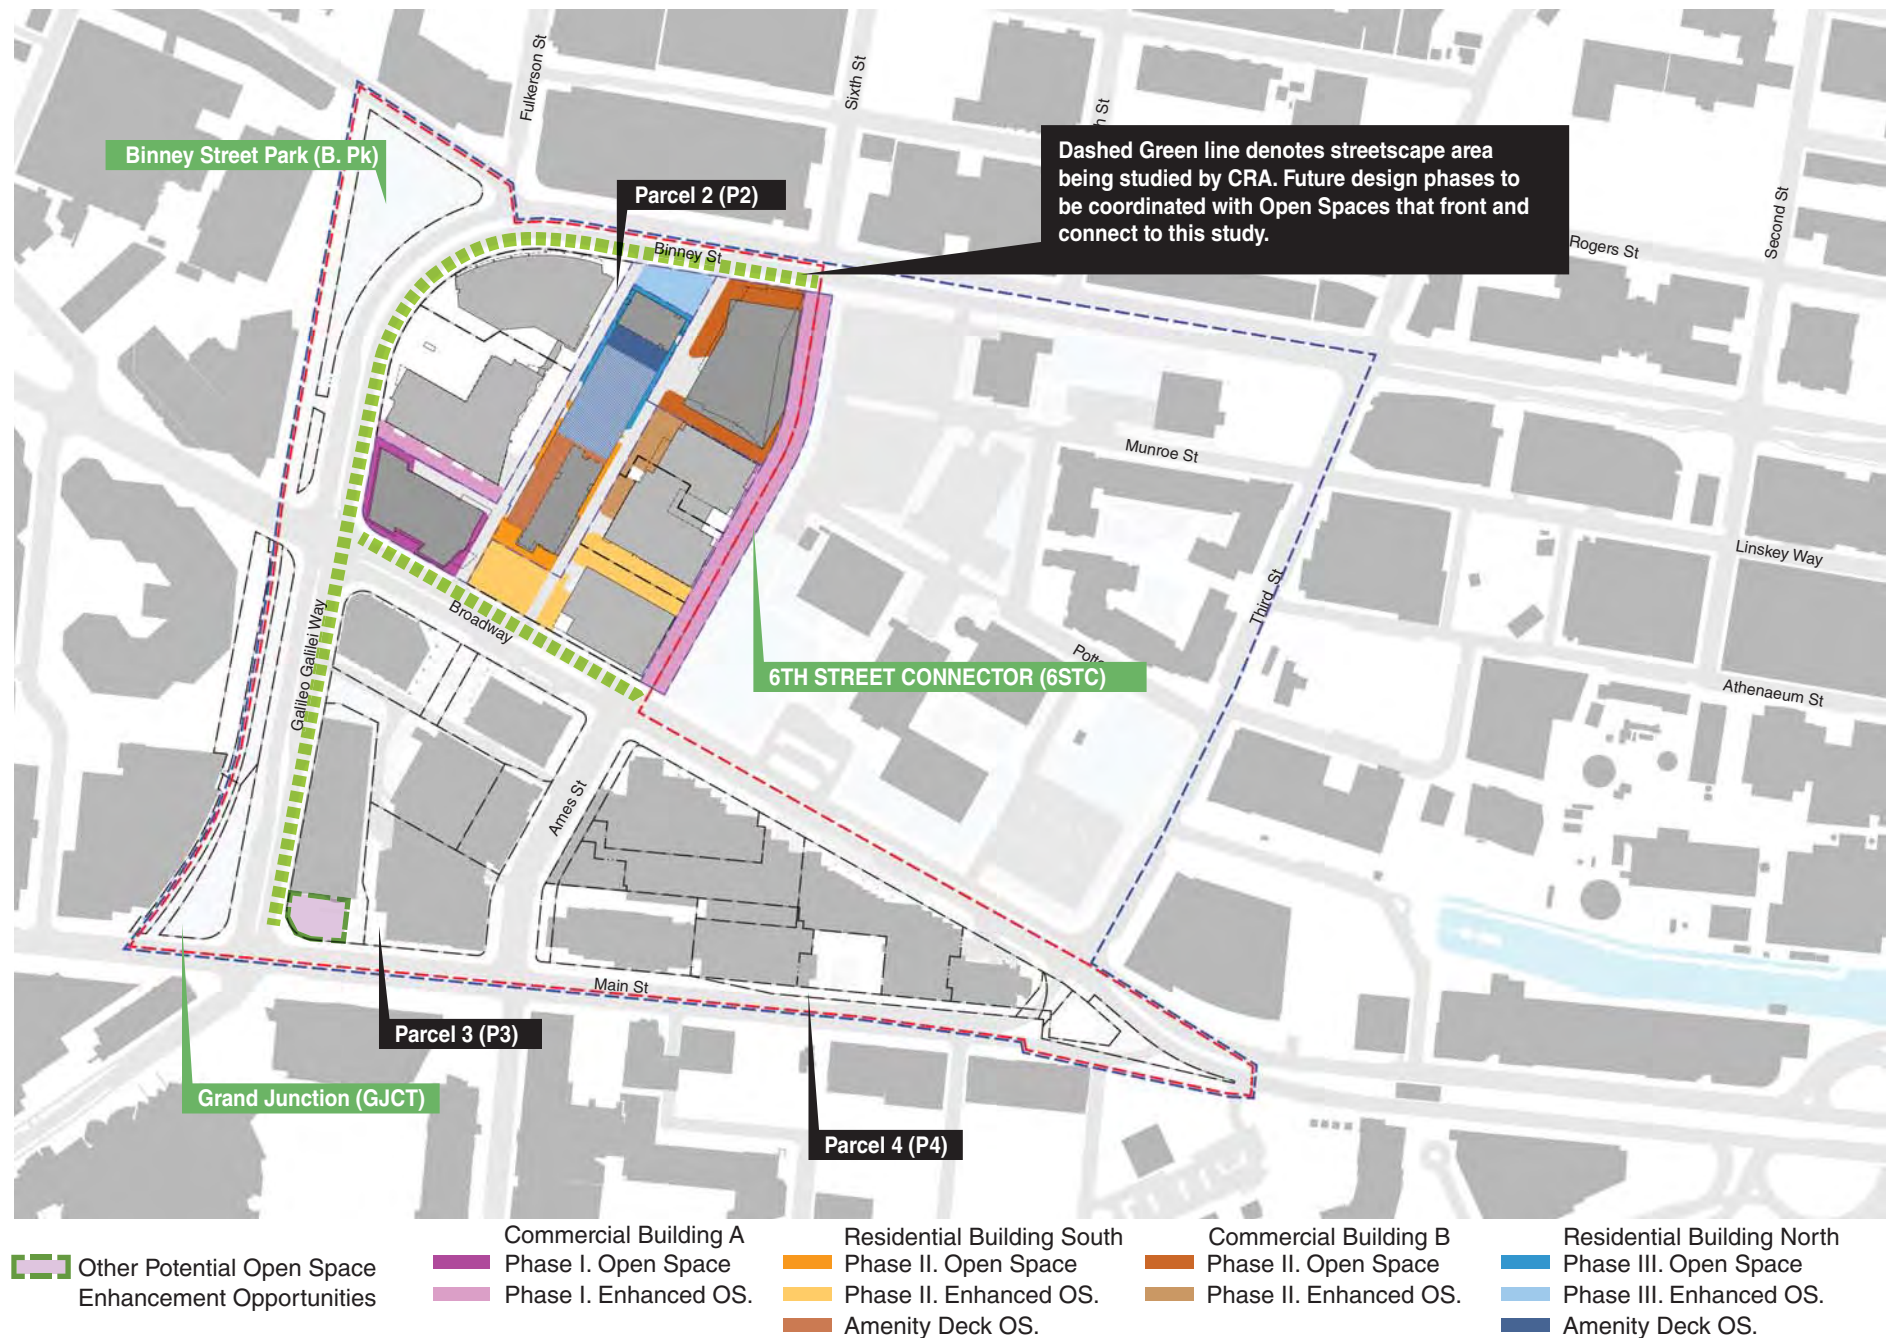 Fulkerson St
Sixth St
h St
Second St
Binney Street Park (B. Pk)
Parcel 2 (P2)
Dashed Green line denotes streetscape area
being studied by CRA. Future design phases to
be coordinated with Open Spaces that front and
connect to this study.
Rogers St
Binney St
Munroe St
Linskey Way
Third St
Galileo Galilei Way
Broadway
Potte
6TH STREET CONNECTOR (6STC)
Athenaeum St
Ames St
Main St
Parcel 3 (P3)
Grand Junction (GJCT)
Parcel 4 (P4)
Other Potential Open Space
Enhancement Opportunities
Commercial Building A
Phase I. Open Space
Phase I. Enhanced OS.
Residential Building South
Phase II. Open Space
Phase II. Enhanced OS.
Amenity Deck OS.
Commercial Building B
Phase II. Open Space
Phase II. Enhanced OS.
Residential Building North
Phase III. Open Space
Phase III. Enhanced OS.
Amenity Deck OS.